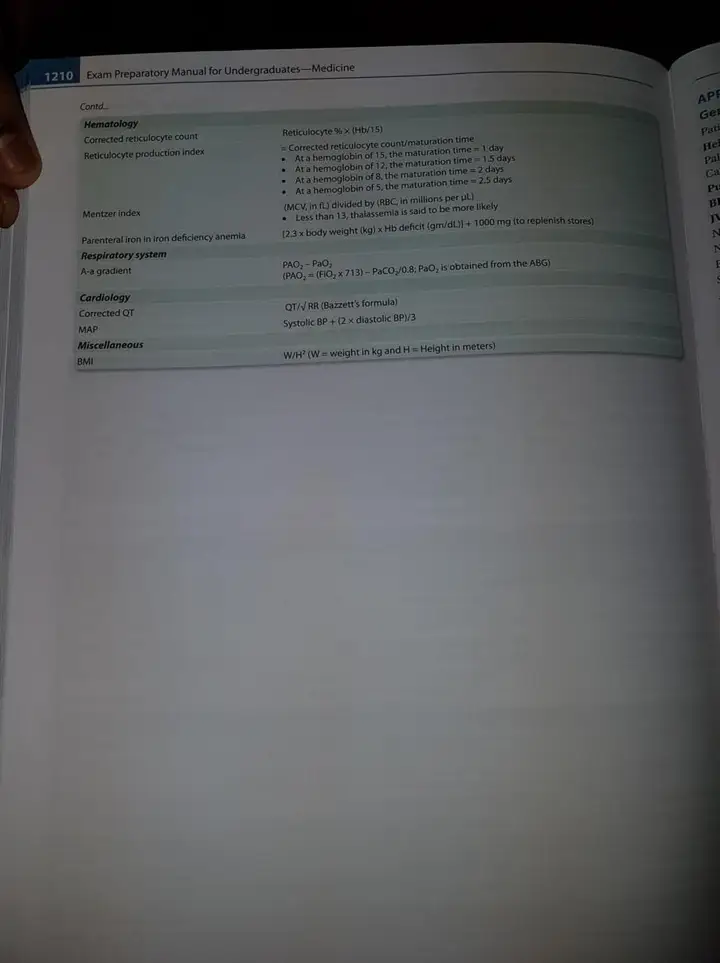 1210 Exam Preparatory Manual for Undergraduates—Medicine
Contd...
Hematology
Corrected reticulocyte count Reticulocyte % × (Hb/15)
Reticulocyte production index = Corrected reticulocyte count/maturation time
• At a hemoglobin of 15, the maturation time = 1 day
• At a hemoglobin of 12, the maturation time = 1.5 days
• At a hemoglobin of 8, the maturation time = 2 days
• At a hemoglobin of 5, the maturation time = 2.5 days
Mentzer index (MCV, in fL) divided by (RBC, in millions per µL)
• Less than 13, thalassemia is said to be more likely
Parenteral iron in iron deficiency anemia [2.3 x body weight (kg) x Hb deficit (gm/dL)] + 1000 mg (to replenish stores)
Respiratory system
A-a gradient PAO₂ – PaO₂
(PAO₂ = (FiO₂ x 713) – PaCO₂/0.8; PaO₂ is obtained from the ABG)
Cardiology
Corrected QT QT/√RR (Bazzett's formula)
MAP Systolic BP + (2 × diastolic BP)/3
Miscellaneous
BMI W/H² (W = weight in kg and H = Height in meters)